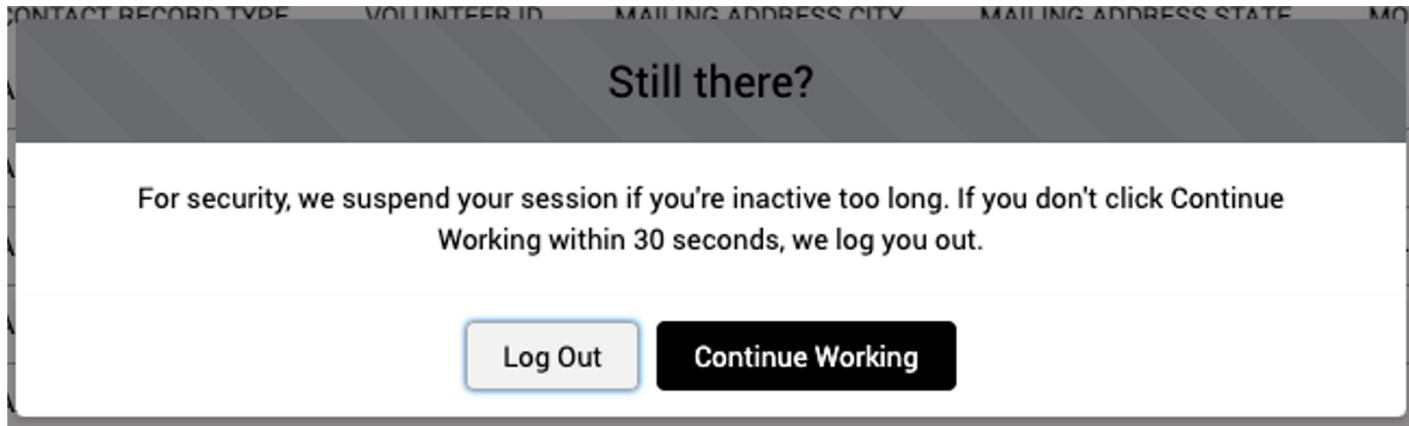 CONTACT RECORD TYPE VOLUNTEER ID MAILING ADDRESS CITY MAILING ADDRESS STATE MO
Still there?
For security, we suspend your session if you're inactive too long. If you don't click Continue
Working within 30 seconds, we log you out.
Log Out Continue Working